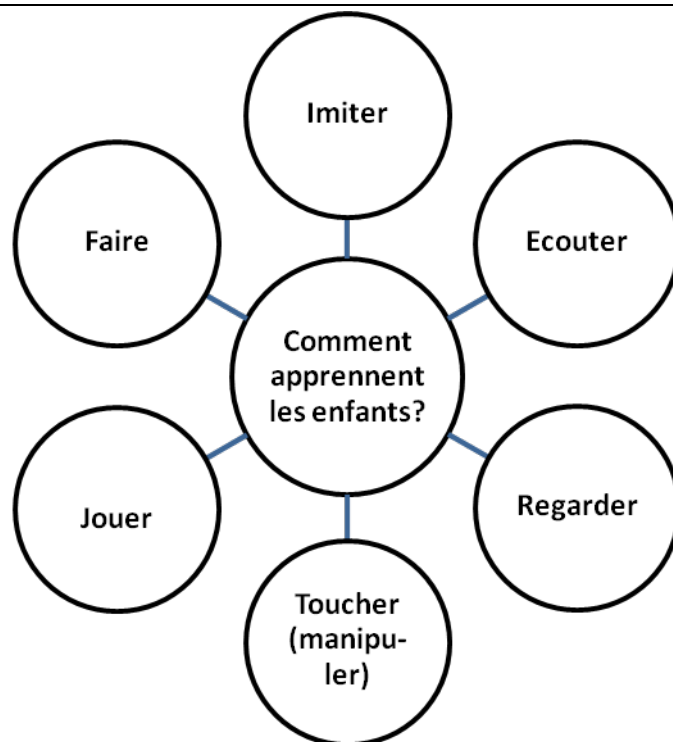 Imiter
Faire
Ecouter
Comment
apprennent
les enfants?
Jouer
Regarder
Toucher
(manipu-
ler)